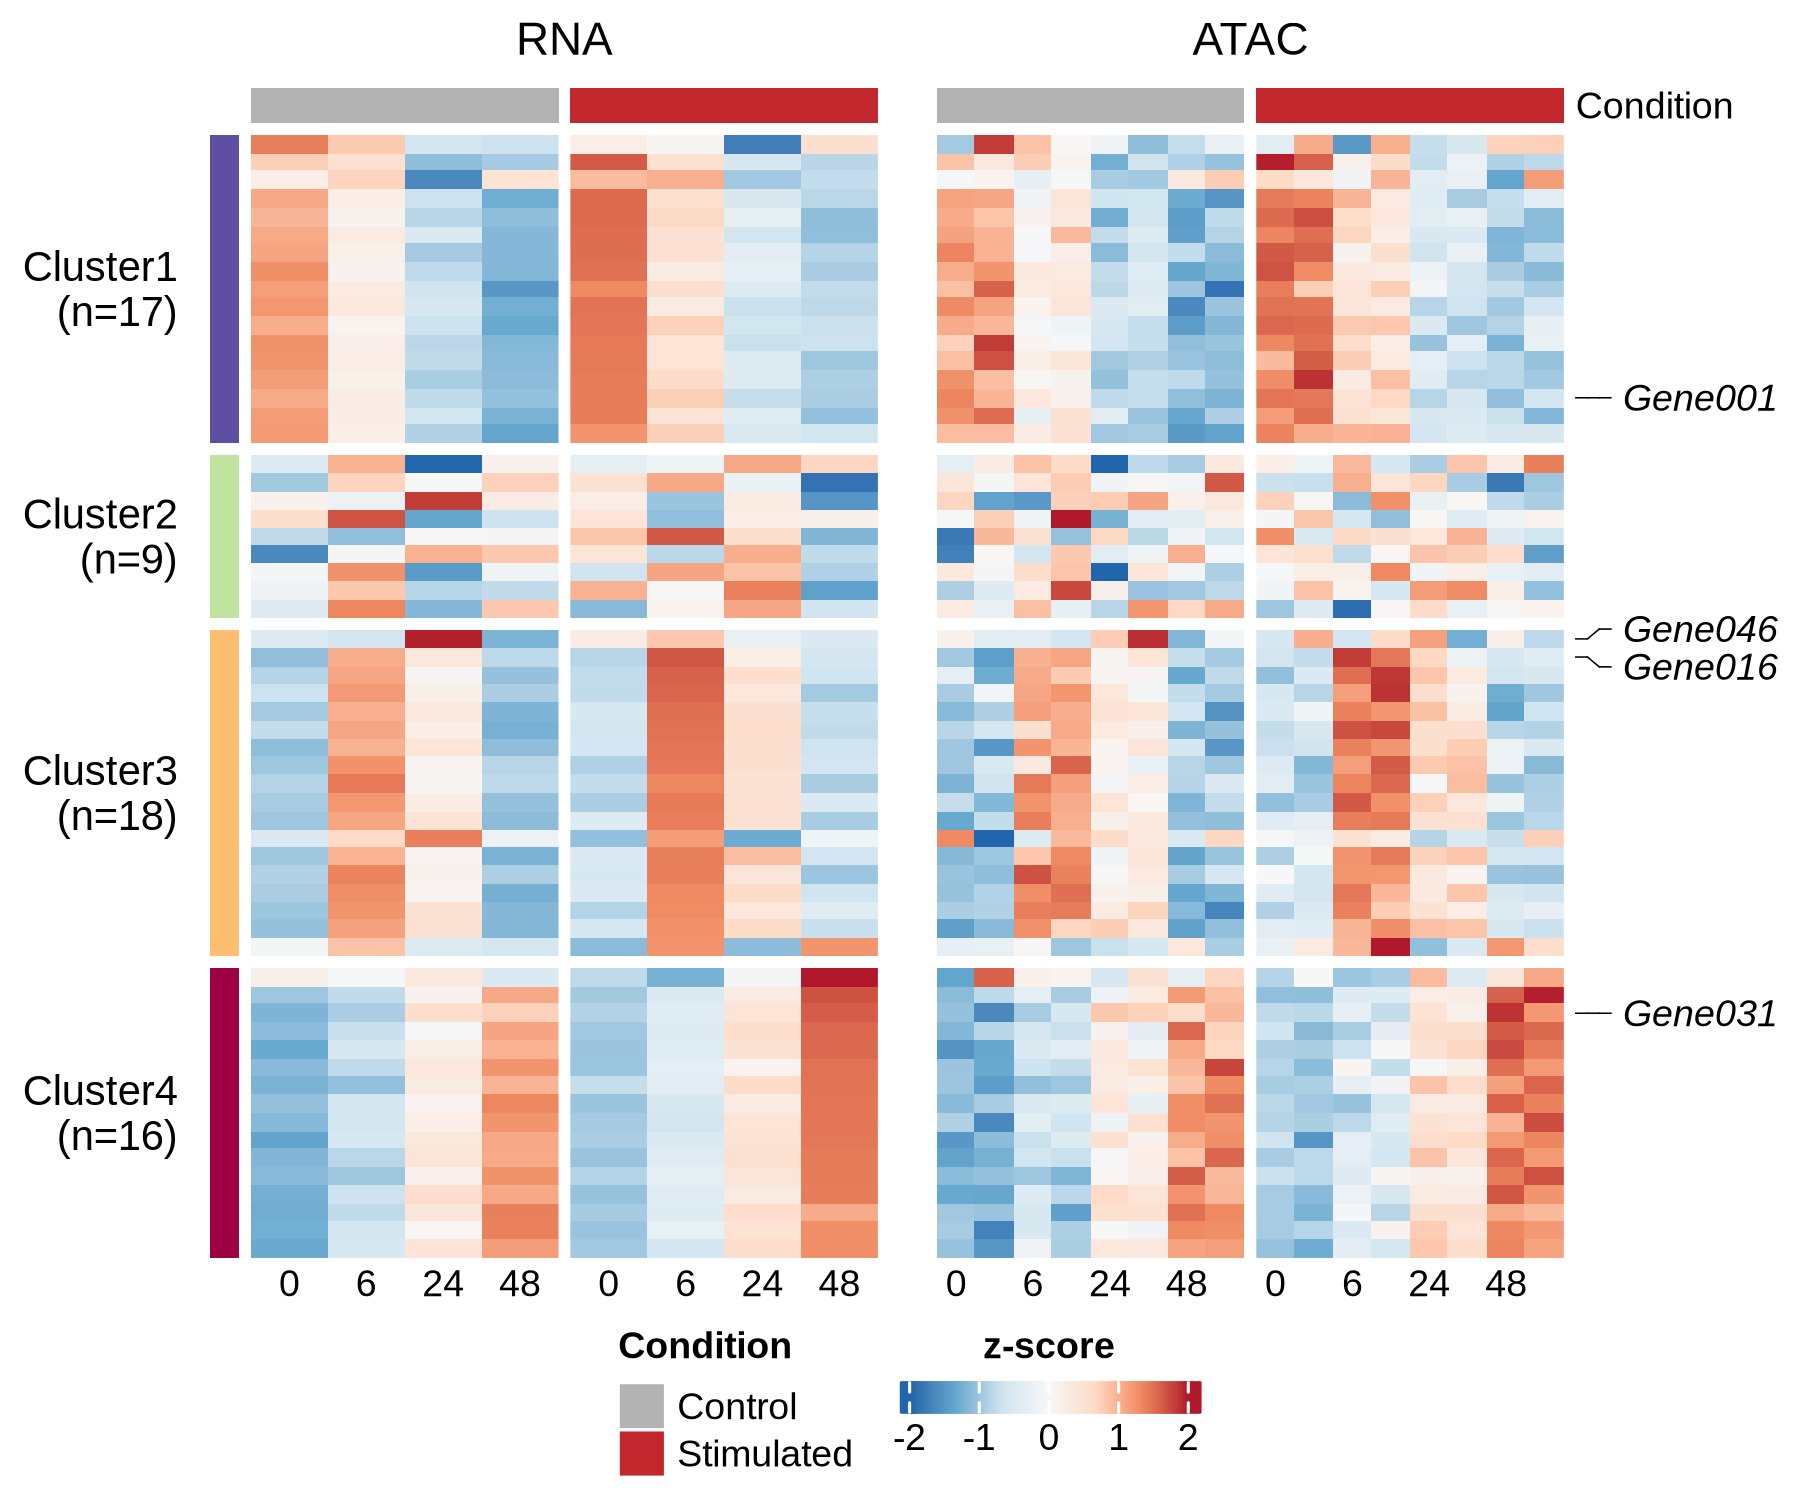 RNA
ATAC
Condition
Cluster1
(n=17)
Gene001
Cluster2
(n=9)
Gene046
Gene016
Cluster3
(n=18)
Gene031
Cluster4
(n=16)
0 6 24 48 0 6 24 48 0 6 24 48 0 6 24 48
Condition
Control
Stimulated
z-score
-2 -1 0 1 2